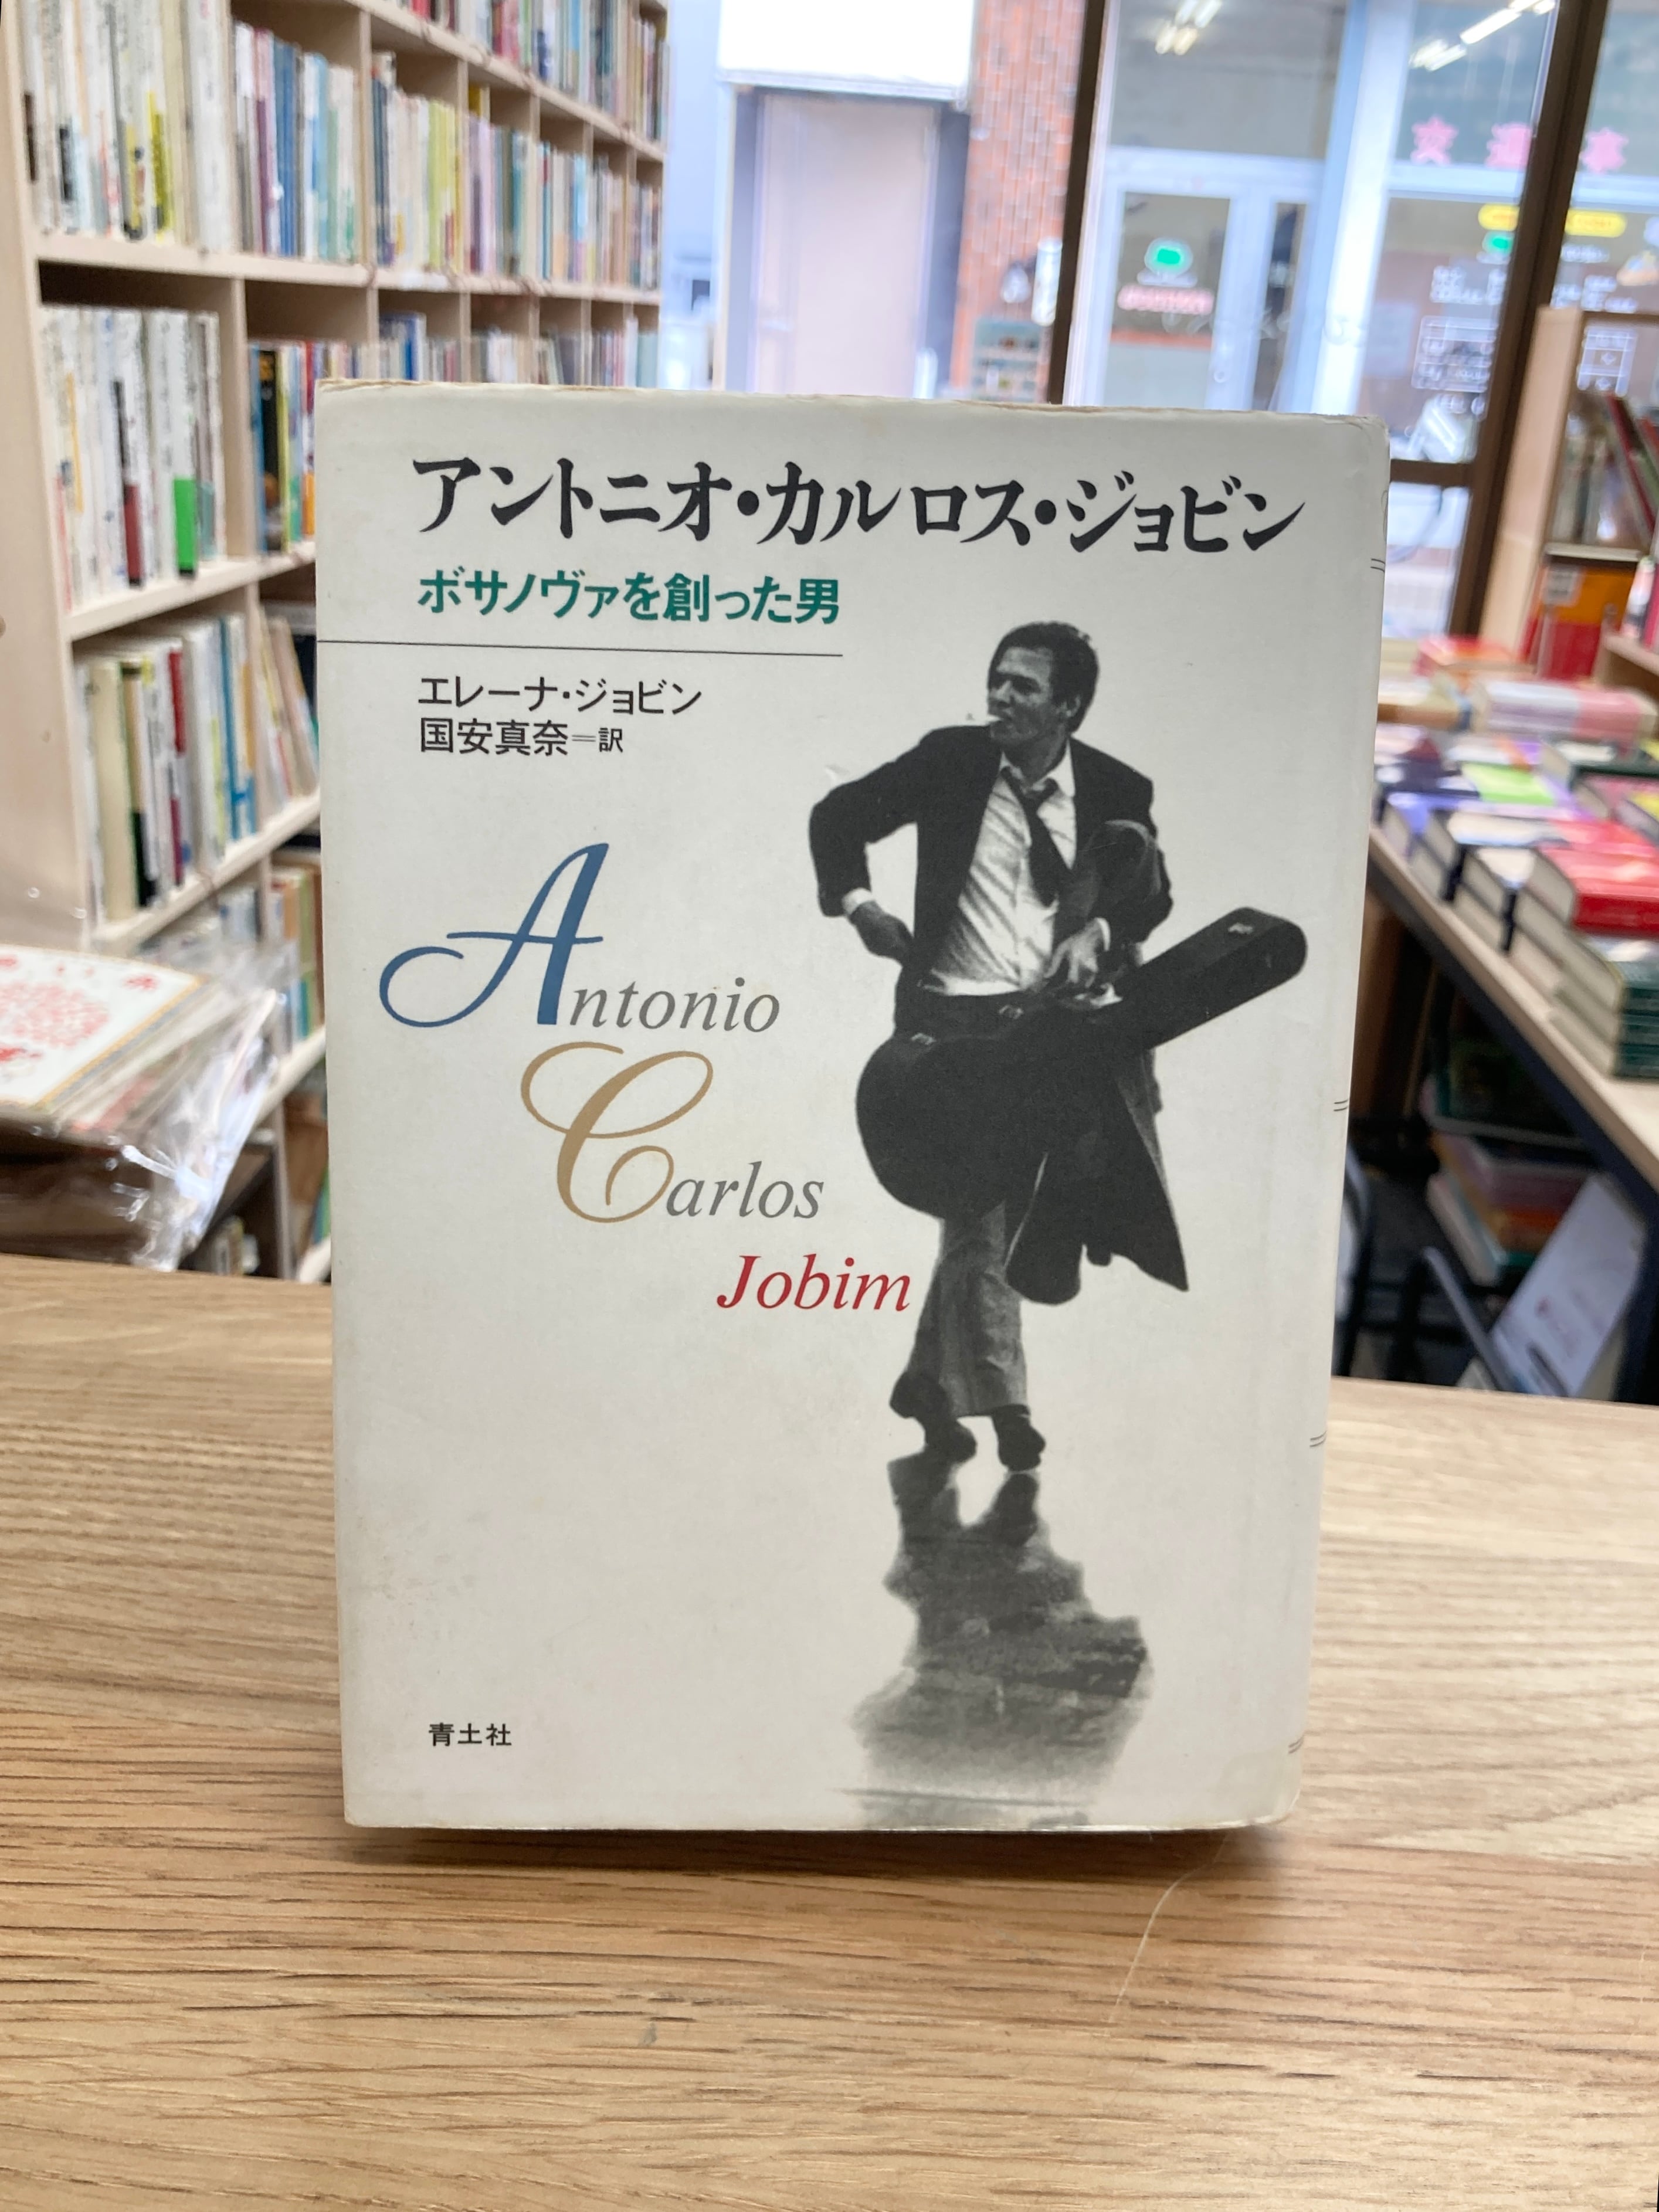 アントニオ・カルロス・ジョビン
ボサノヴァを創った男
エレーナ・ジョビン
国安真奈=訳
Antonio
Carlos
Jobim
青土社